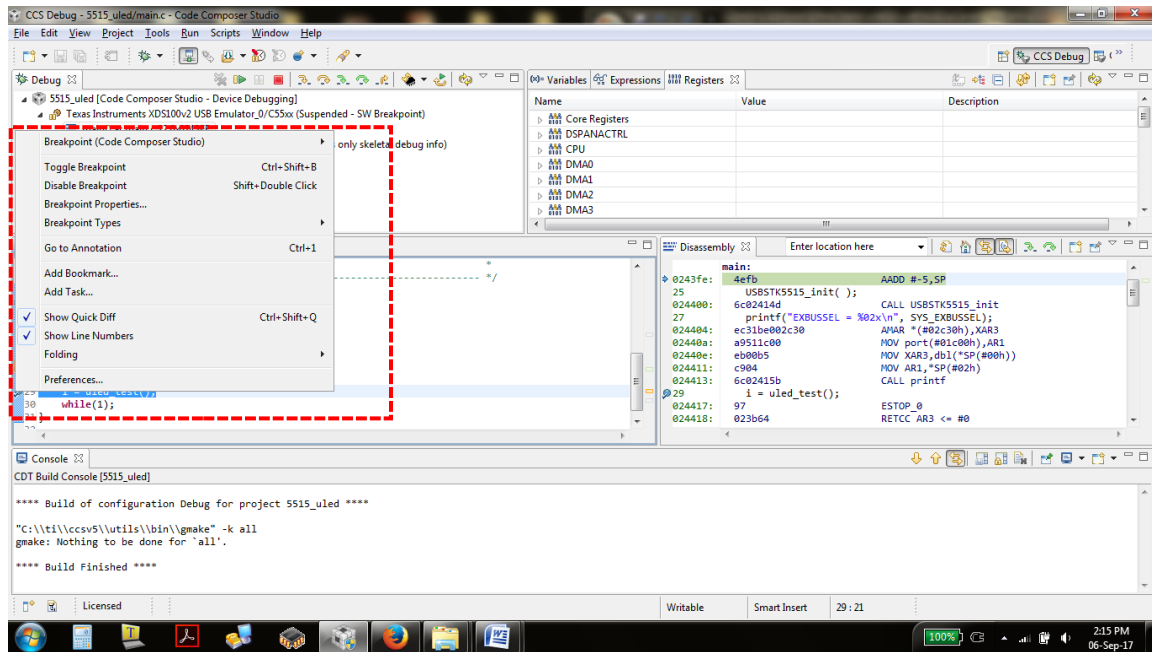 CCS Debug - 5515_uled/main.c - Code Composer Studio
File Edit View Project Tools Run Scripts Window Help
CCS Debug
Debug
5515_uled [Code Composer Studio - Device Debugging]
Texas Instruments XDS100v2 USB Emulator_0/C55xx (Suspended - SW Breakpoint)
only skeletal debug info)
Breakpoint (Code Composer Studio)
Toggle Breakpoint Ctrl+Shift+B
Disable Breakpoint Shift+Double Click
Breakpoint Properties...
Breakpoint Types
Go to Annotation Ctrl+1
Add Bookmark...
Add Task...
Show Quick Diff Ctrl+Shift+Q
Show Line Numbers
Folding
Preferences...
*
----------------------- */
29 i = uled_test();
30 while(1);
31 }
(x)= Variables Expressions Registers
Name Value Description
Core Registers
DSPANACTRL
CPU
DMA0
DMA1
DMA2
DMA3
Disassembly Enter location here
main:
0243fe: 4efb AADD #-5,SP
25 USBSTK5515_init( );
024400: 6c02414d CALL USBSTK5515_init
27 printf("EXBUSSEL = %02x\n", SYS_EXBUSSEL);
024404: ec31be002c30 AMAR *(#02c30h),XAR3
02440a: a9511c00 MOV port(#01c00h),AR1
02440e: eb00b5 MOV XAR3,dbl(*SP(#00h))
024411: c904 MOV AR1,*SP(#02h)
024413: 6c02415b CALL printf
29 i = uled_test();
024417: 97 ESTOP_0
024418: 023b64 RETCC AR3 <= #0
Console
CDT Build Console [5515_uled]
**** Build of configuration Debug for project 5515_uled ****
"C:\\ti\\ccsv5\\utils\\bin\\gmake" -k all
gmake: Nothing to be done for `all'.
**** Build Finished ****
Licensed
Writable Smart Insert 29 : 21
100%
2:15 PM
06-Sep-17